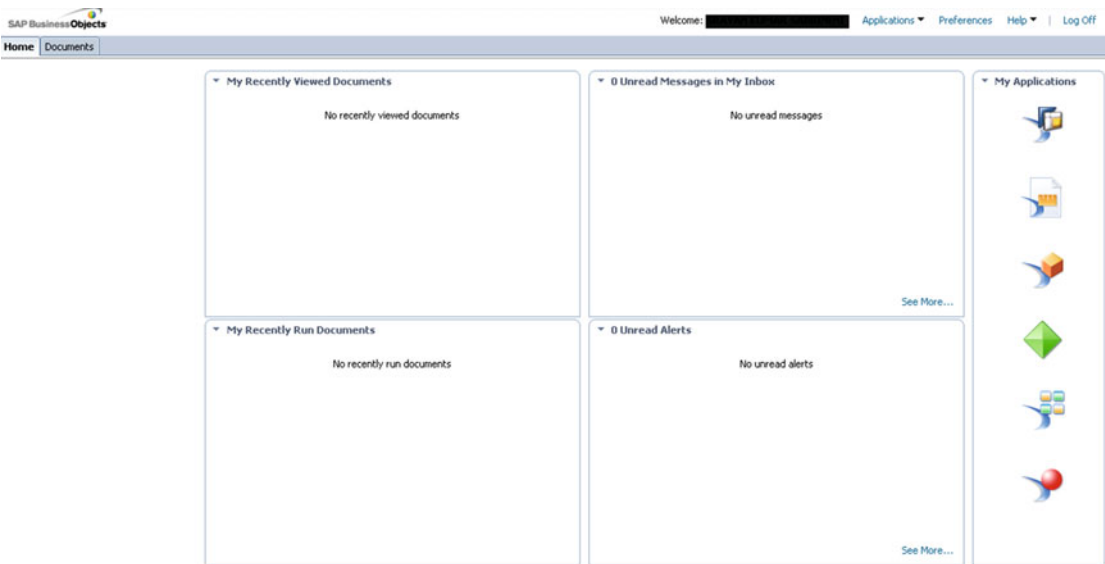 SAP BusinessObjects
Welcome: Applications Preferences Help | Log Off
Home Documents
My Recently Viewed Documents
No recently viewed documents
0 Unread Messages in My Inbox
No unread messages
See More...
My Applications
My Recently Run Documents
No recently run documents
0 Unread Alerts
No unread alerts
See More...